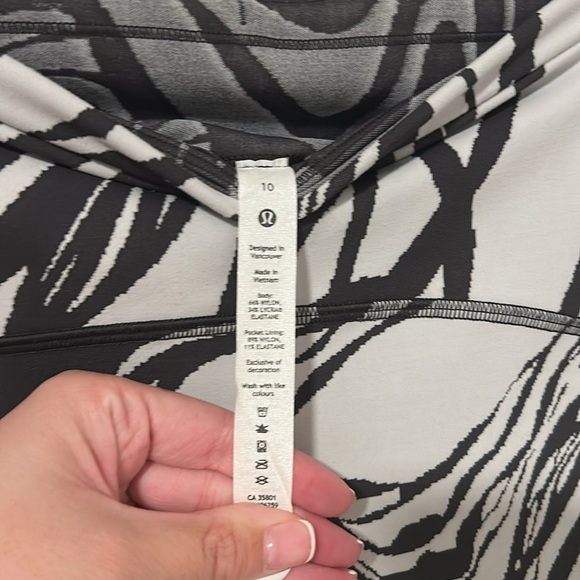 10
Designed in
Vancouver
Made in
Vietnam
Body:
66% NYLON,
34% LYCRA®
ELASTANE
Pocket Lining:
89% NYLON,
11% ELASTANE
Exclusive of
decoration
Wash with like
colours
CA 35801